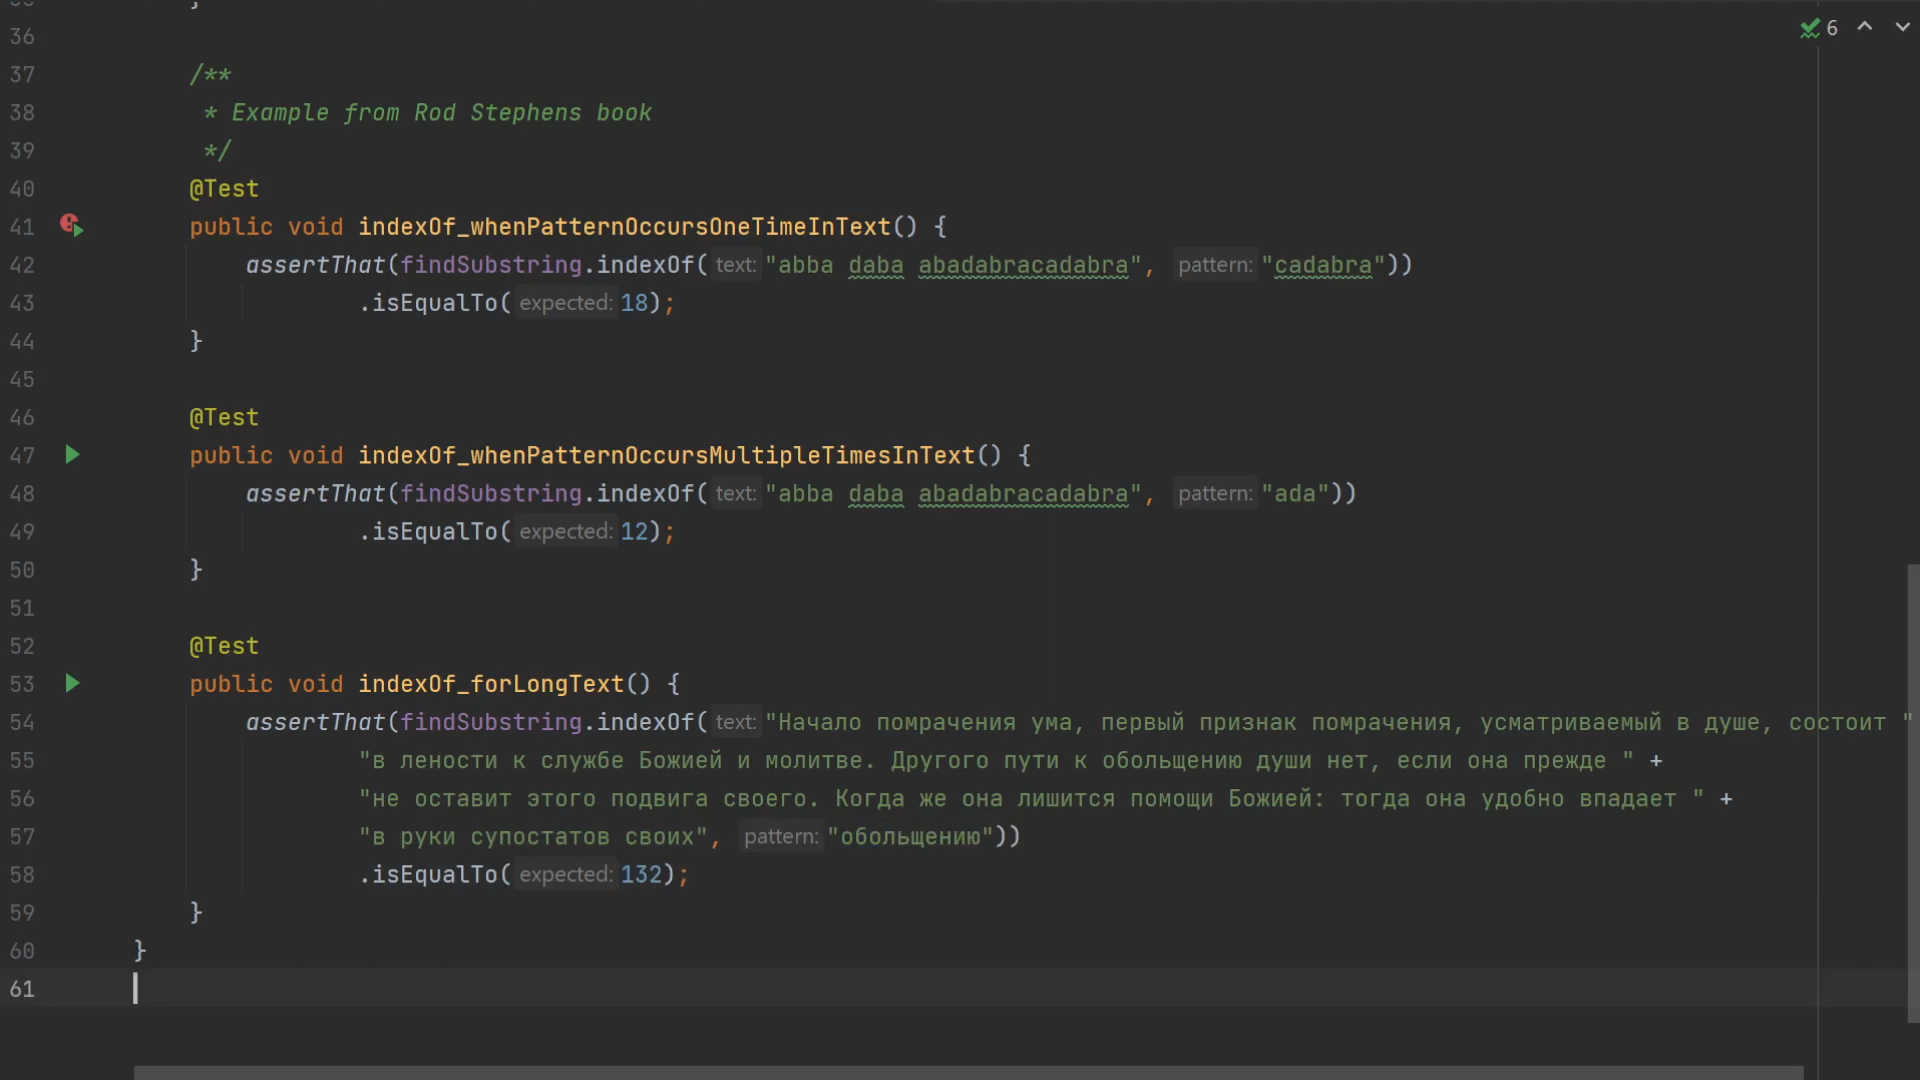 6
36
37 /**
38 * Example from Rod Stephens book
39 */
40 @Test
41 public void indexOf_whenPatternOccursOneTimeInText() {
42 assertThat(findSubstring.indexOf( text: "abba daba abadabracadabra", pattern: "cadabra"))
43 .isEqualTo( expected: 18);
44 }
45
46 @Test
47 public void indexOf_whenPatternOccursMultipleTimesInText() {
48 assertThat(findSubstring.indexOf( text: "abba daba abadabracadabra", pattern: "ada"))
49 .isEqualTo( expected: 12);
50 }
51
52 @Test
53 public void indexOf_forLongText() {
54 assertThat(findSubstring.indexOf( text: "Начало помрачения ума, первый признак помрачения, усматриваемый в душе, состоит "
55 "в лености к службе Божией и молитве. Другого пути к обольщению души нет, если она прежде " +
56 "не оставит этого подвига своего. Когда же она лишится помощи Божией: тогда она удобно впадает " +
57 "в руки супостатов своих", pattern: "обольщению"))
58 .isEqualTo( expected: 132);
59 }
60 }
61